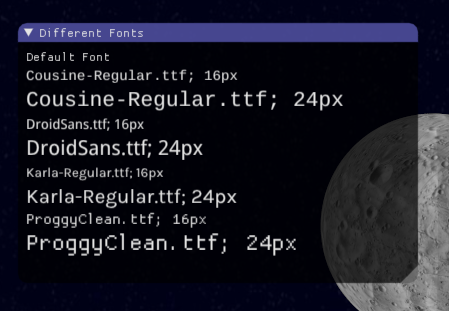 Different Fonts
Default Font
Cousine-Regular.ttf; 16px
Cousine-Regular.ttf; 24px
DroidSans.ttf; 16px
DroidSans.ttf; 24px
Karla-Regular.ttf; 16px
Karla-Regular.ttf; 24px
ProggyClean.ttf; 16px
ProggyClean.ttf; 24px